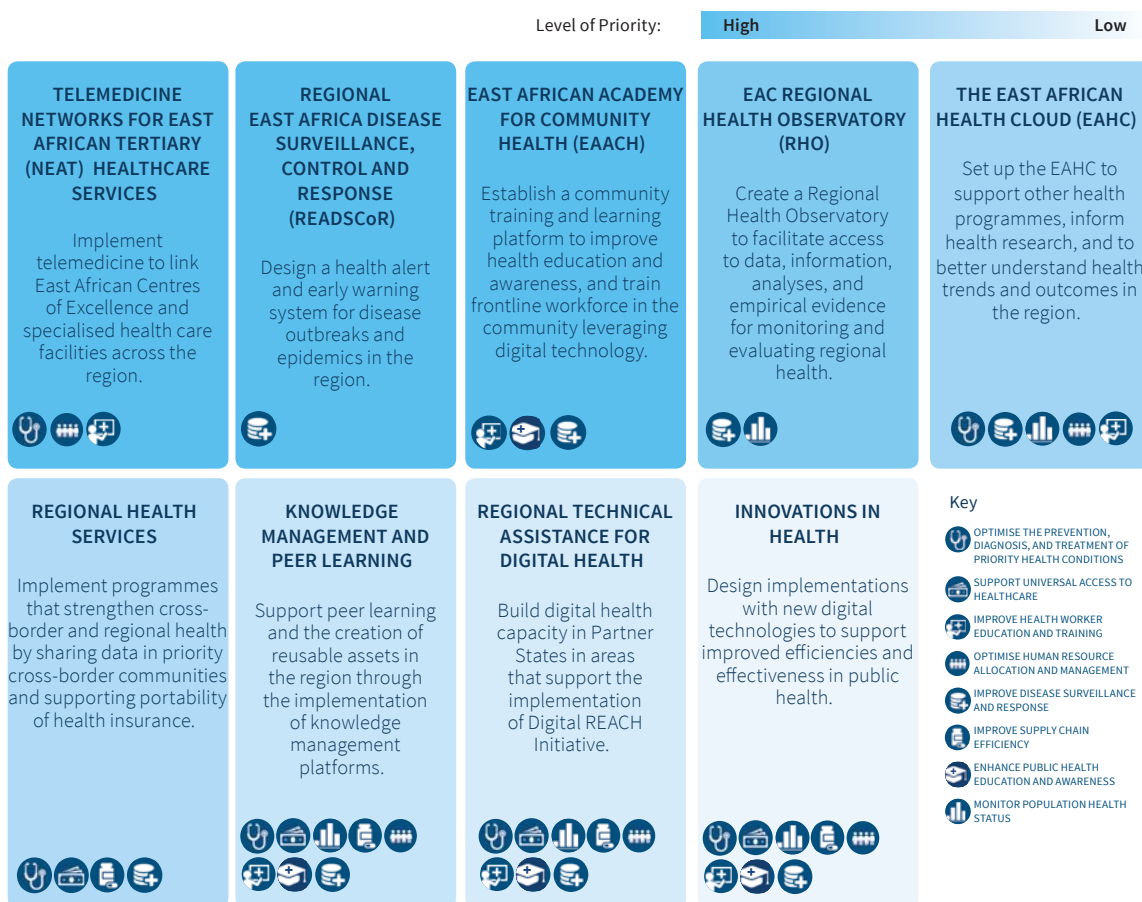 Level of Priority:
High
Low
TELEMEDICINE
NETWORKS FOR EAST
AFRICAN TERTIARY
(NEAT) HEALTHCARE
SERVICES
Implement
telemedicine to link
East African Centres
of Excellence and
specialised health care
facilities across the
region.
REGIONAL
EAST AFRICA DISEASE
SURVEILLANCE,
CONTROL AND
RESPONSE
(READSCoR)
Design a health alert
and early warning
system for disease
outbreaks and
epidemics in the
region.
EAST AFRICAN ACADEMY
FOR COMMUNITY
HEALTH (EAACH)
Establish a community
training and learning
platform to improve
health education and
awareness, and train
frontline workforce in the
community leveraging
digital technology.
EAC REGIONAL
HEALTH OBSERVATORY
(RHO)
Create a Regional
Health Observatory
to facilitate access
to data, information,
analyses, and
empirical evidence
for monitoring and
evaluating regional
health.
THE EAST AFRICAN
HEALTH CLOUD (EAHC)
Set up the EAHC to
support other health
programmes, inform
health research, and to
better understand health
trends and outcomes in
the region.
REGIONAL HEALTH
SERVICES
Implement programmes
that strengthen cross-
border and regional health
by sharing data in priority
cross-border communities
and supporting portability
of health insurance.
KNOWLEDGE
MANAGEMENT AND
PEER LEARNING
Support peer learning
and the creation of
reusable assets in
the region through
the implementation
of knowledge
management
platforms.
REGIONAL TECHNICAL
ASSISTANCE FOR
DIGITAL HEALTH
Build digital health
capacity in Partner
States in areas
that support the
implementation
of Digital REACH
Initiative.
INNOVATIONS IN
HEALTH
Design implementations
with new digital
technologies to support
improved efficiencies and
effectiveness in public
health.
Key
OPTIMISE THE PREVENTION,
DIAGNOSIS, AND TREATMENT OF
PRIORITY HEALTH CONDITIONS
SUPPORT UNIVERSAL ACCESS TO
HEALTHCARE
IMPROVE HEALTH WORKER
EDUCATION AND TRAINING
OPTIMISE HUMAN RESOURCE
ALLOCATION AND MANAGEMENT
IMPROVE DISEASE SURVEILLANCE
AND RESPONSE
IMPROVE SUPPLY CHAIN
EFFICIENCY
ENHANCE PUBLIC HEALTH
EDUCATION AND AWARENESS
MONITOR POPULATION HEALTH
STATUS